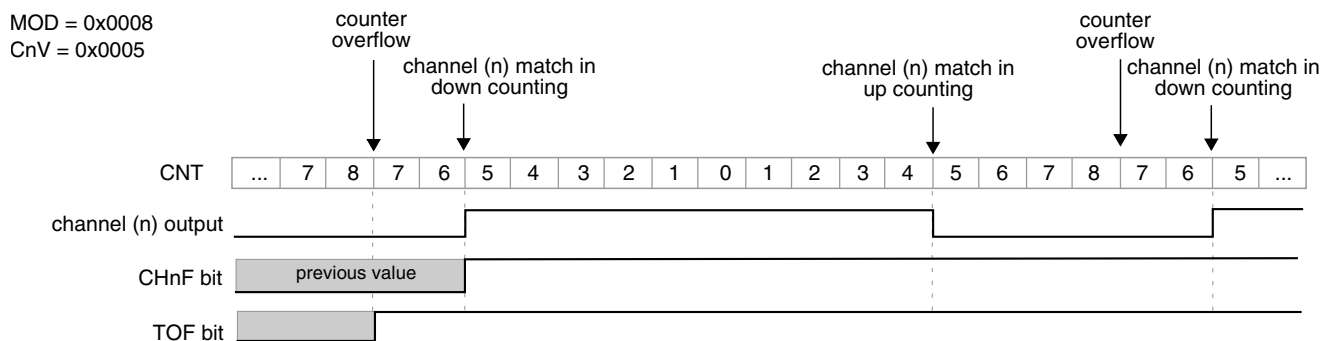 MOD = 0x0008
CnV = 0x0005
counter
overflow
channel (n) match in
down counting
channel (n) match in
up counting
counter
overflow
channel (n) match in
down counting
CNT ... 7 8 7 6 5 4 3 2 1 0 1 2 3 4 5 6 7 8 7 6 5 ...
channel (n) output
CHnF bit previous value
TOF bit